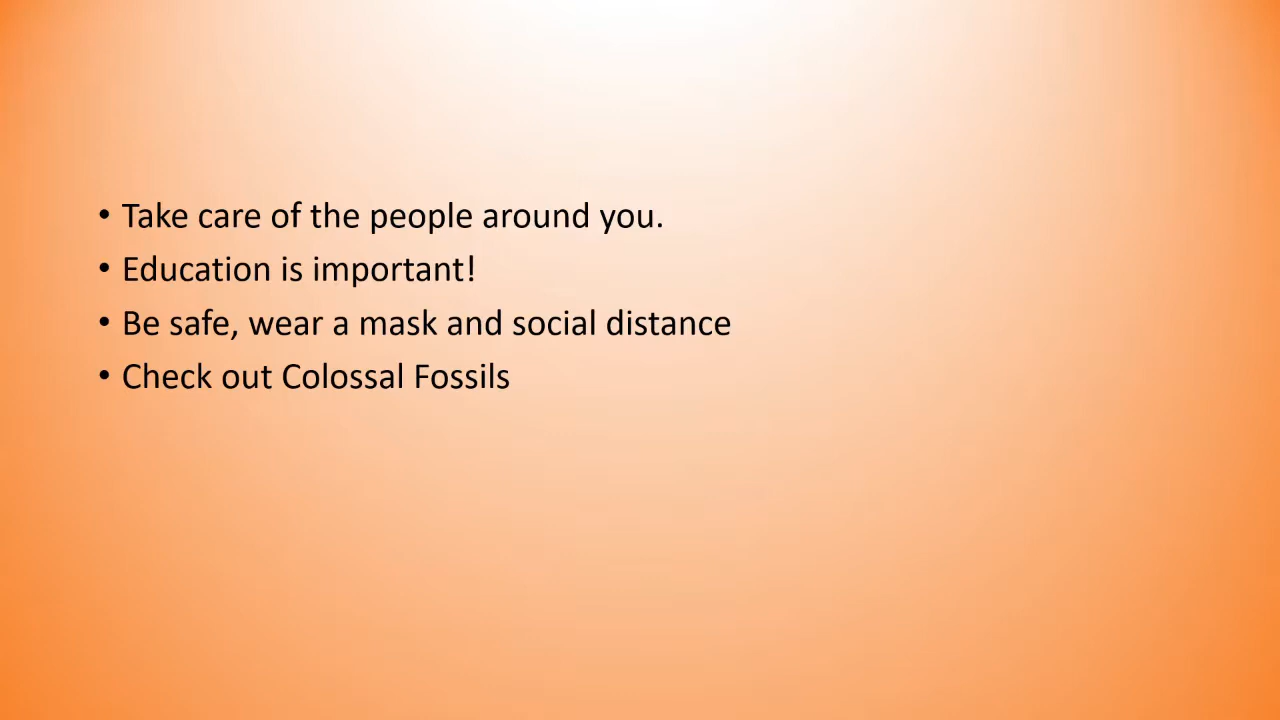 • Take care of the people around you.
• Education is important!
• Be safe, wear a mask and social distance
• Check out Colossal Fossils